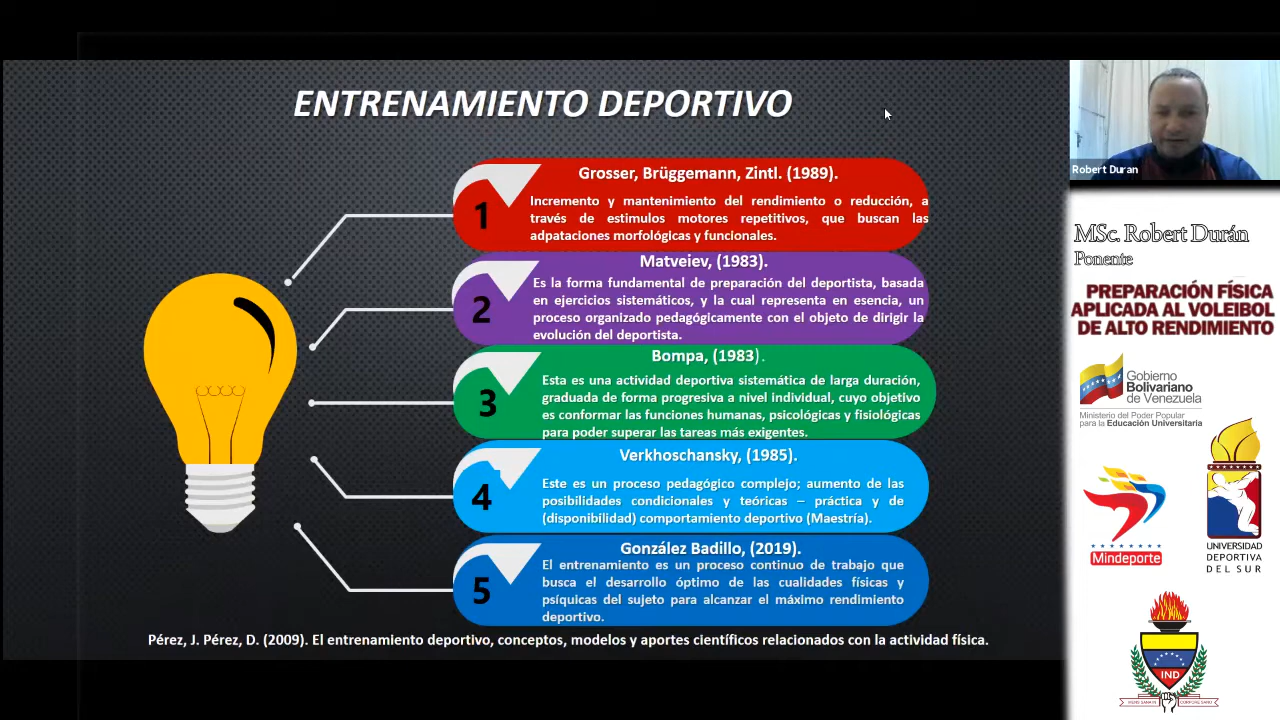 ENTRENAMIENTO DEPORTIVO
1
Grosser, Brüggemann, Zintl. (1989).
Incremento y mantenimiento del rendimiento o reducción, a
través de estimulos motores repetitivos, que buscan las
adpataciones morfológicas y funcionales.
2
Matveiev, (1983).
Es la forma fundamental de preparación del deportista, basada
en ejercicios sistemáticos, y la cual representa en esencia, un
proceso organizado pedagógicamente con el objeto de dirigir la
evolución del deportista.
3
Bompa, (1983).
Esta es una actividad deportiva sistemática de larga duración,
graduada de forma progresiva a nivel individual, cuyo objetivo
es conformar las funciones humanas, psicológicas y fisiológicas
para poder superar las tareas más exigentes.
4
Verkhoschansky, (1985).
Este es un proceso pedagógico complejo; aumento de las
posibilidades condicionales y teóricas – práctica y de
(disponibilidad) comportamiento deportivo (Maestría).
5
González Badillo, (2019).
El entrenamiento es un proceso continuo de trabajo que
busca el desarrollo óptimo de las cualidades físicas y
psíquicas del sujeto para alcanzar el máximo rendimiento
deportivo.
Pérez, J. Pérez, D. (2009). El entrenamiento deportivo, conceptos, modelos y aportes científicos relacionados con la actividad física.
Robert Duran
MSc. Robert Durán
Ponente
PREPARACIÓN FÍSICA
APLICADA AL VOLEIBOL
DE ALTO RENDIMIENTO
Gobierno
Bolivariano
de Venezuela
Ministerio del Poder Popular
para la Educación Universitaria
Mindeporte
UNIVERSIDAD
DEPORTIVA
DEL SUR
IND
MENS SANA IN CORPORE SANO